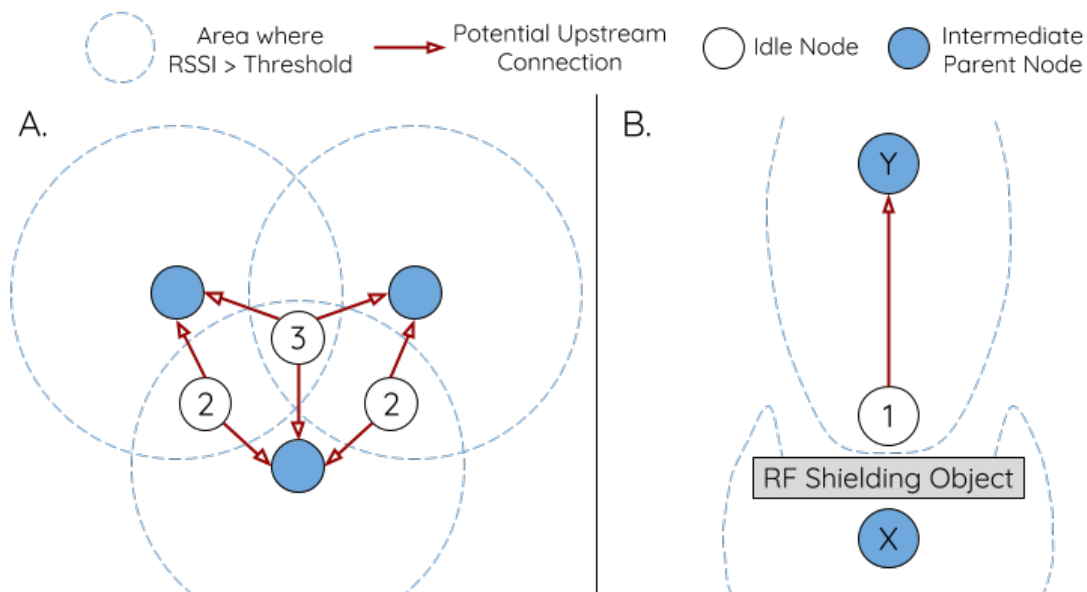 Area where
RSSI > Threshold
Potential Upstream
Connection
Idle Node
Intermediate
Parent Node
A.
3
2
2
B.
Y
1
RF Shielding Object
X